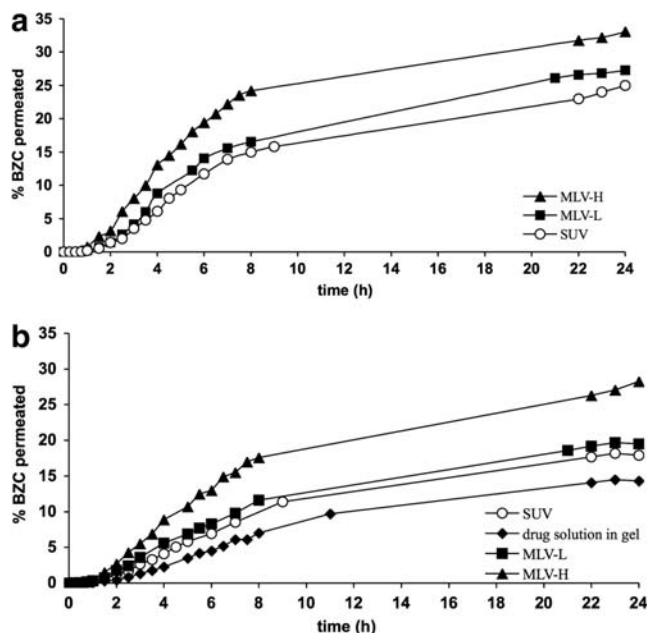 a
35
30
25
20
15
10
5
0
% BZC permeated
0 2 4 6 8 10 12 14 16 18 20 22 24
time (h)
MLV-H
MLV-L
SUV
b
35
30
25
20
15
10
5
0
% BZC permeated
0 2 4 6 8 10 12 14 16 18 20 22 24
time (h)
SUV
drug solution in gel
MLV-L
MLV-H